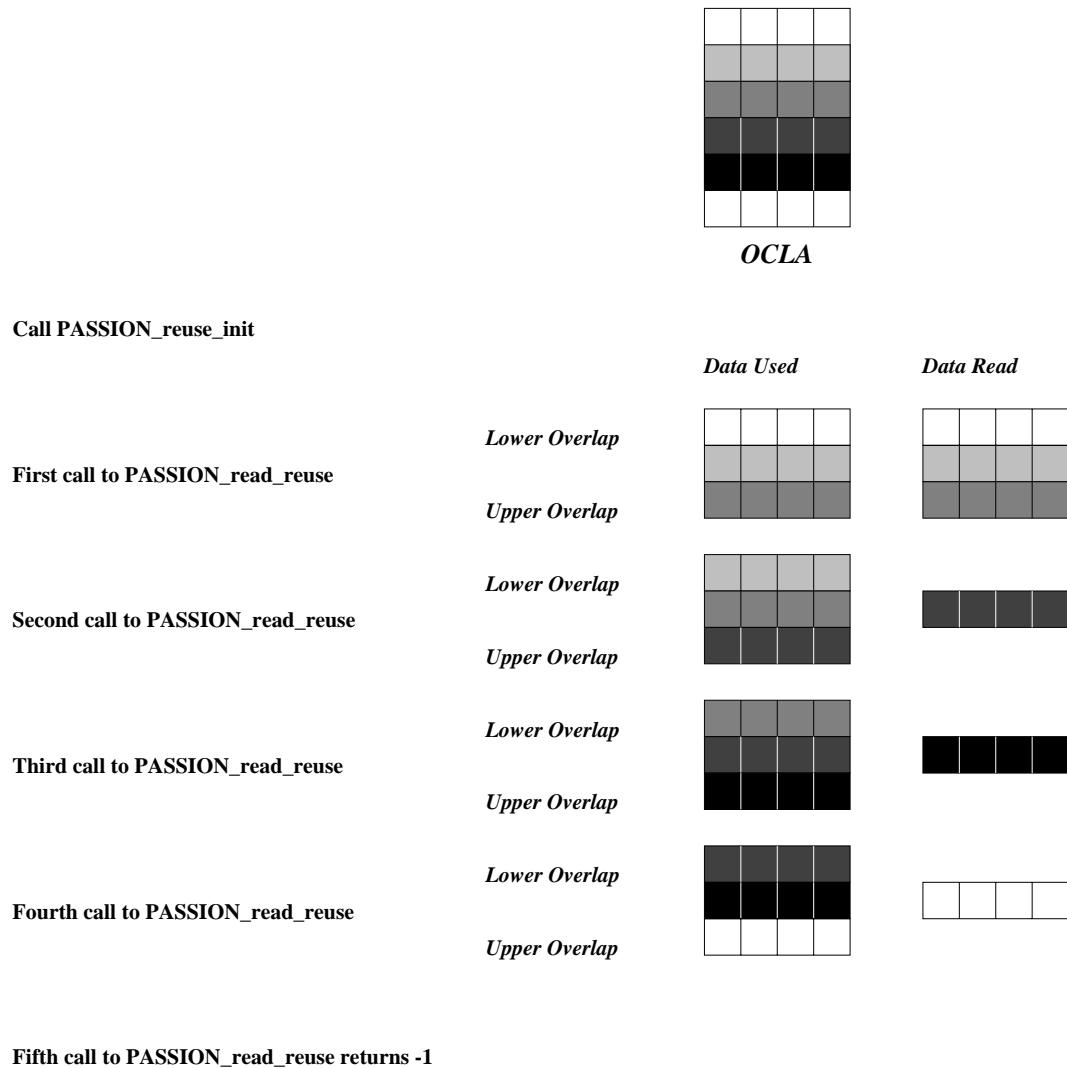 OCLA
Call PASSION_reuse_init
Data Used
Data Read
Lower Overlap
First call to PASSION_read_reuse
Upper Overlap
Lower Overlap
Second call to PASSION_read_reuse
Upper Overlap
Lower Overlap
Third call to PASSION_read_reuse
Upper Overlap
Lower Overlap
Fourth call to PASSION_read_reuse
Upper Overlap
Fifth call to PASSION_read_reuse returns -1